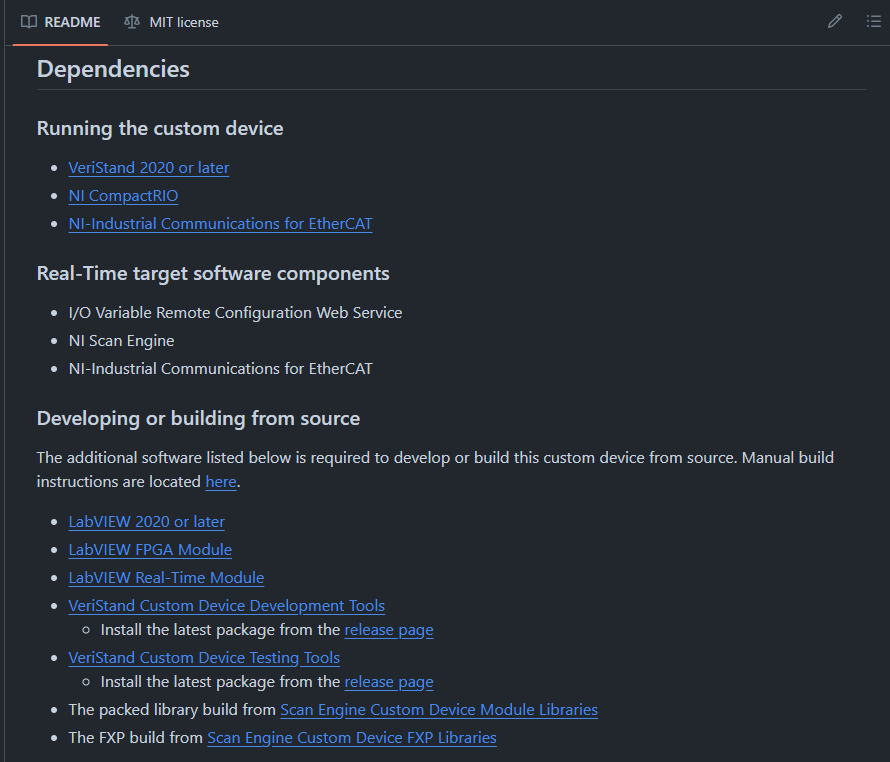 README
MIT license
Dependencies
Running the custom device
VeriStand 2020 or later
NI CompactRIO
NI-Industrial Communications for EtherCAT
Real-Time target software components
I/O Variable Remote Configuration Web Service
NI Scan Engine
NI-Industrial Communications for EtherCAT
Developing or building from source
The additional software listed below is required to develop or build this custom device from source. Manual build
instructions are located here.
LabVIEW 2020 or later
LabVIEW FPGA Module
LabVIEW Real-Time Module
VeriStand Custom Device Development Tools
Install the latest package from the release page
VeriStand Custom Device Testing Tools
Install the latest package from the release page
The packed library build from Scan Engine Custom Device Module Libraries
The FXP build from Scan Engine Custom Device FXP Libraries